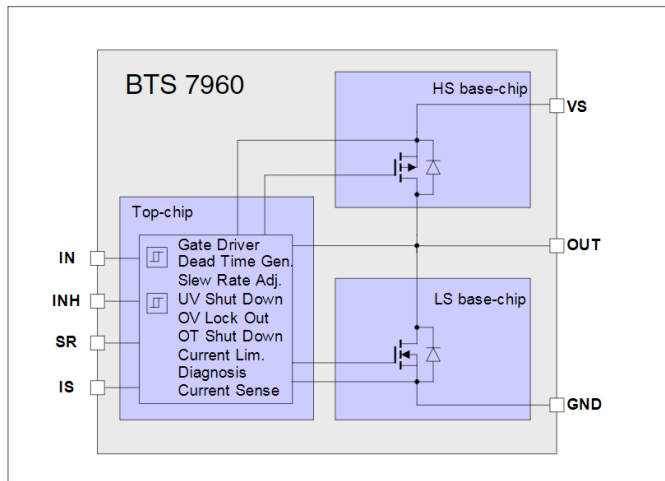 BTS 7960
HS base-chip
VS
Top-chip
IN
INH
SR
IS
Gate Driver
Dead Time Gen.
Slew Rate Adj.
UV Shut Down
OV Lock Out
OT Shut Down
Current Lim.
Diagnosis
Current Sense
OUT
LS base-chip
GND